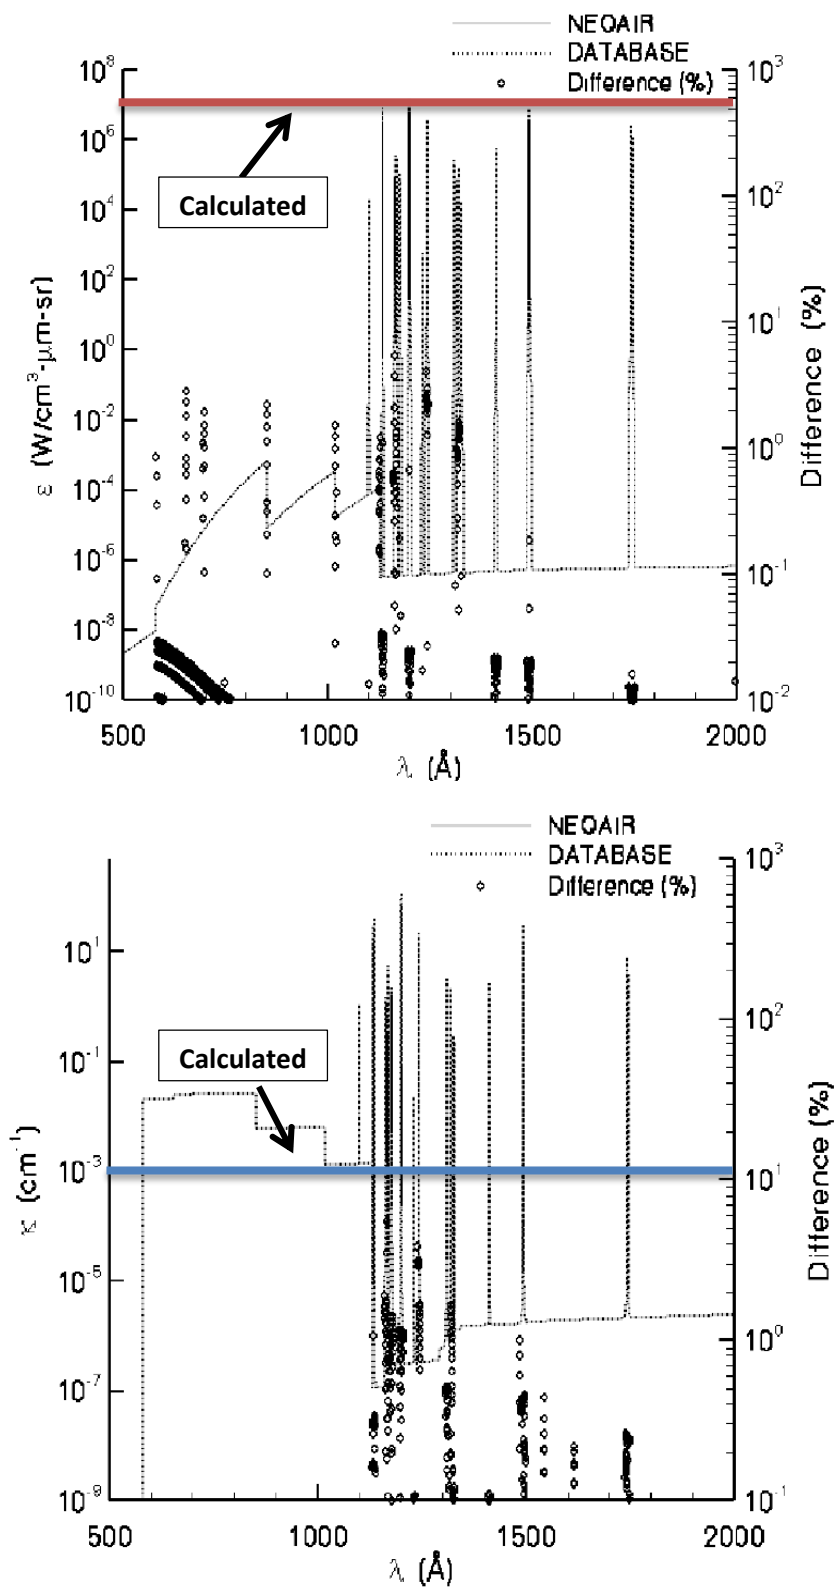 NEQAIR
DATABASE
Difference (%)
10⁸
10⁶
10⁴
10²
10⁰
10⁻²
10⁻⁴
10⁻⁶
10⁻⁸
10⁻¹⁰
ε (W/cm³-μm-sr)
Calculated
10³
10²
10¹
10⁰
10⁻¹
10⁻²
Difference (%)
500 1000 1500 2000
λ (Å)
NEQAIR
DATABASE
Difference (%)
10¹
10⁻¹
10⁻³
10⁻⁵
10⁻⁷
10⁻⁹
κ (cm⁻¹)
Calculated
10³
10²
10¹
10⁰
10⁻¹
Difference (%)
500 1000 1500 2000
λ (Å)